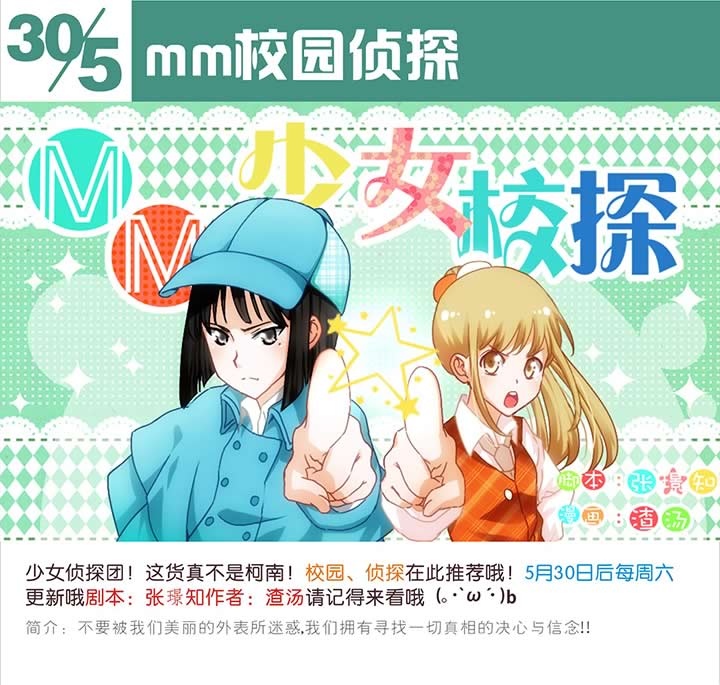 30/5
mm校园侦探
MM少女校探
脚本:张璟知
漫画:渣汤
少女侦探团!这货真不是柯南!校园、侦探在此推荐哦!5月30日后每周六
更新哦剧本:张璟知作者:渣汤请记得来看哦 (｡･`ω´･)b
简介:不要被我们美丽的外表所迷惑,我们拥有寻找一切真相的决心与信念!!